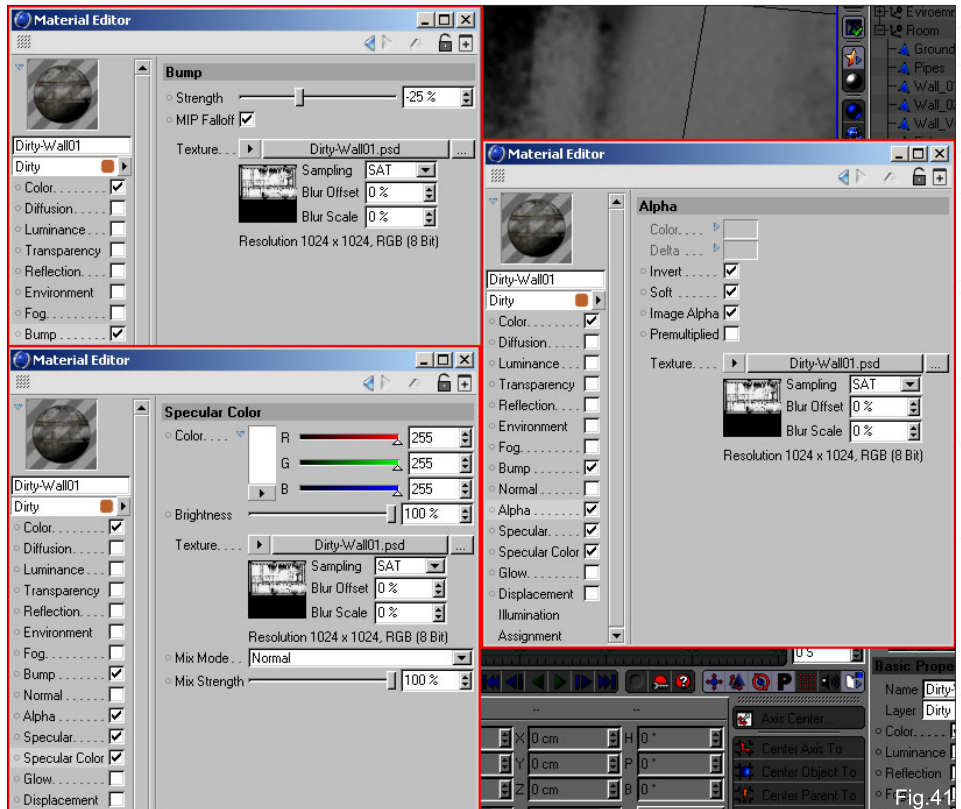 Material Editor
Bump
Strength
-25 %
MIP Falloff
Texture. . .
Dirty-Wall01.psd
...
Sampling
SAT
Blur Offset
0 %
Blur Scale
0 %
Resolution 1024 x 1024, RGB (8 Bit)
Dirty-Wall01
Dirty
Color. . . . . . .
Diffusion. . . . .
Luminance. . . .
Transparency
Reflection. . . .
Environment
Fog. . . . . . . .
Bump . . . . . .
Eviroemn
Room
Ground
Pipes
Wall_0
Wall_0
Wall_V
Material Editor
Alpha
Color. . . .
Delta . . . .
Invert . . . . .
Soft . . . . . .
Image Alpha
Premultiplied
Texture. . . .
Dirty-Wall01.psd
...
Sampling
SAT
Blur Offset
0 %
Blur Scale
0 %
Resolution 1024 x 1024, RGB (8 Bit)
Dirty-Wall01
Dirty
Color. . . . . . .
Diffusion. . . . .
Luminance. . . .
Transparency
Reflection. . . .
Environment
Fog. . . . . . . .
Bump . . . . . .
Normal . . . . .
Alpha . . . . . .
Specular. . . . .
Specular Color
Glow. . . . . . .
Displacement
Illumination
Assignment
Material Editor
Specular Color
Color. . . .
R
255
G
255
B
255
Brightness
100 %
Texture. . . .
Dirty-Wall01.psd
...
Sampling
SAT
Blur Offset
0 %
Blur Scale
0 %
Resolution 1024 x 1024, RGB (8 Bit)
Mix Mode . .
Normal
Mix Strength
100 %
Dirty-Wall01
Dirty
Color. . . . . . .
Diffusion. . . . .
Luminance. . . .
Transparency
Reflection. . . .
Environment
Fog. . . . . . . .
Bump . . . . . .
Normal . . . . .
Alpha . . . . . .
Specular. . . . .
Specular Color
Glow. . . . . . .
Displacement
0 S
P
--
--
X 0 cm H 0 °
Y 0 cm P 0 °
Z 0 cm B 0 °
Axis Center...
Center Axis To
Center Object To
Center Parent To
Basic Prope
Name Dirty-
Layer Dirty
Color. . . . .
Luminance
Reflection
Fig.41